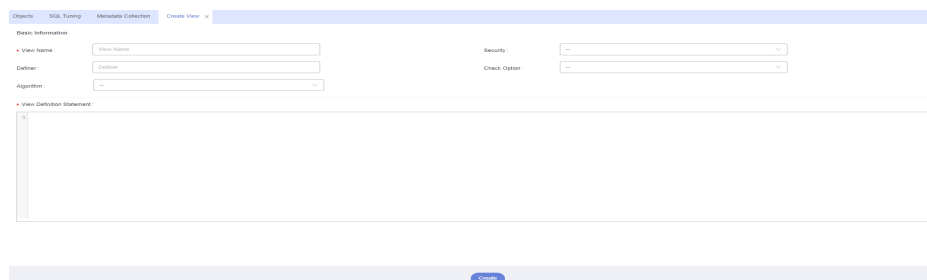 Objects SQL Tuning Metadata Collection Create View ×
Basic Information
* View Name : View Name Security : --
Definer : Definer Check Option : --
Algorithm : --
* View Definition Statement :
1
Create